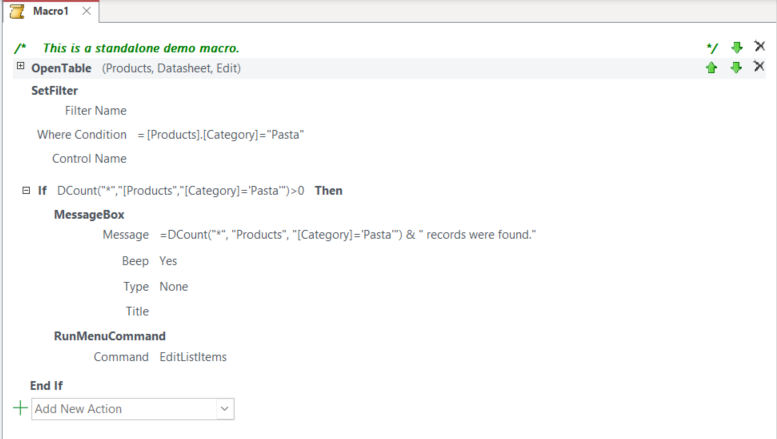 Macro1
/* This is a standalone demo macro. */
OpenTable (Products, Datasheet, Edit)
SetFilter
Filter Name
Where Condition = [Products].[Category]="Pasta"
Control Name
If DCount("*","[Products","[Category]='Pasta'")>0 Then
MessageBox
Message =DCount("*", "Products", "[Category]='Pasta'") & " records were found."
Beep Yes
Type None
Title
RunMenuCommand
Command EditListItems
End If
Add New Action